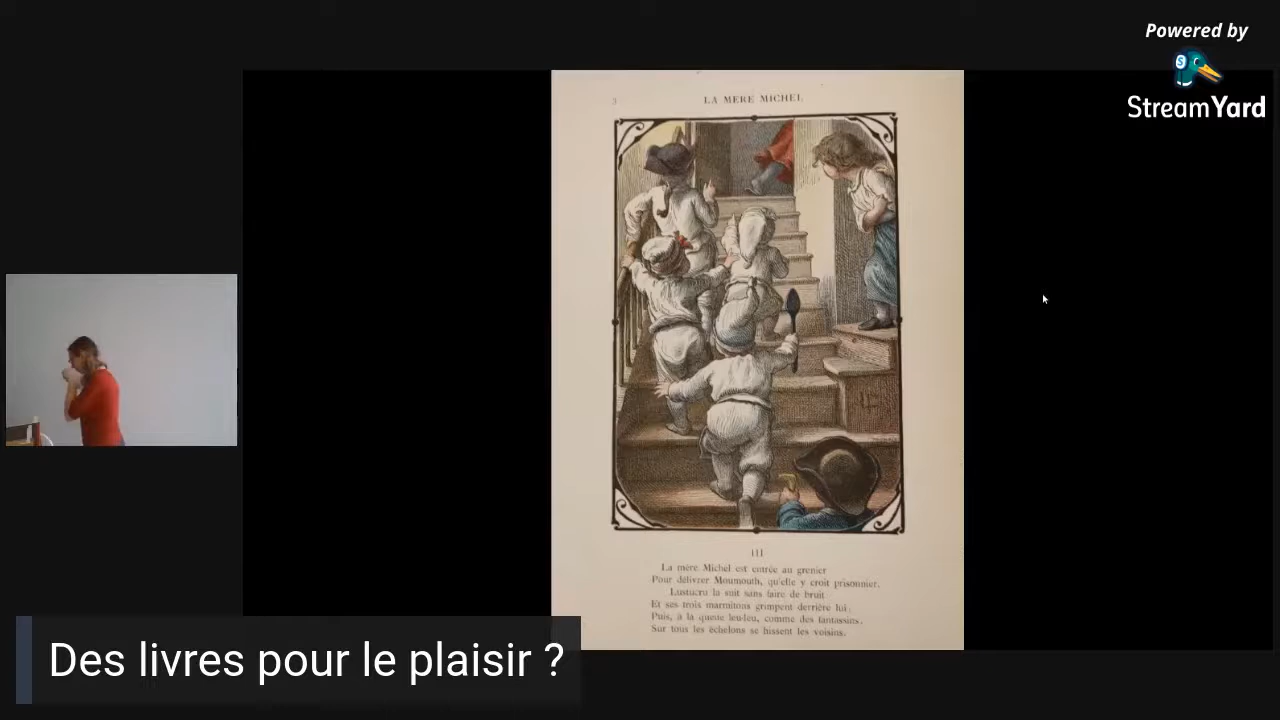 Powered by
StreamYard
3
LA MERE MICHEL
III
La mère Michel est entrée au grenier
Pour délivrer Moumouth, qu'elle y croit prisonnier.
Lustucru la suit sans faire de bruit
Et ses trois marmitons grimpent derrière lui.
Puis, à la queue leu-leu, comme des fantassins,
Sur tous les échelons se hissent les voisins.
Des livres pour le plaisir ?